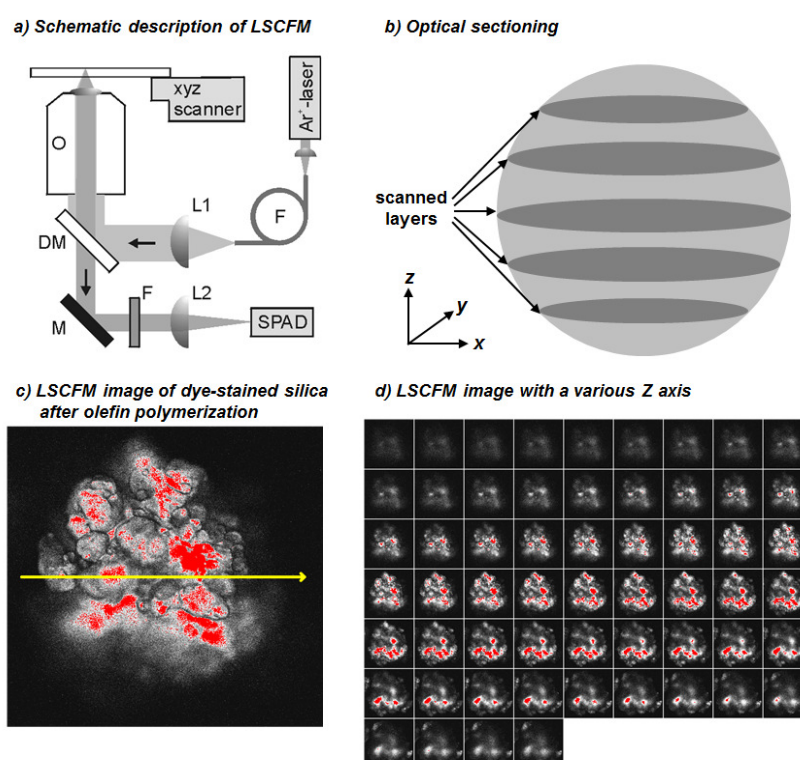 a) Schematic description of LSCFM
xyz
scanner
Ar+-laser
L1
F
DM
F
L2
M
SPAD
b) Optical sectioning
scanned
layers
z
y
x
c) LSCFM image of dye-stained silica
after olefin polymerization
d) LSCFM image with a various Z axis